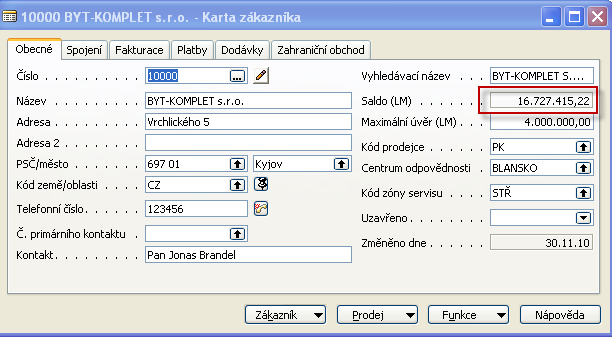 10000 BYT-KOMPLET s.r.o. - Karta zákazníka
Obecné Spojení Fakturace Platby Dodávky Zahraniční obchod
Číslo 10000 ...
Název BYT-KOMPLET s.r.o.
Adresa Vrchlického 5
Adresa 2
PSČ/město 697 01 Kyjov
Kód země/oblasti CZ
Telefonní číslo 123456
Č. primárního kontaktu
Kontakt Pan Jonas Brandel
Vyhledávací název BYT-KOMPLET S....
Saldo (LM) 16.727.415,22
Maximální úvěr (LM) 4.000.000,00
Kód prodejce PK
Centrum odpovědnosti BLANSKO
Kód zóny servisu STŘ
Uzavřeno
Změněno dne 30.11.10
Zákazník Prodej Funkce Nápověda